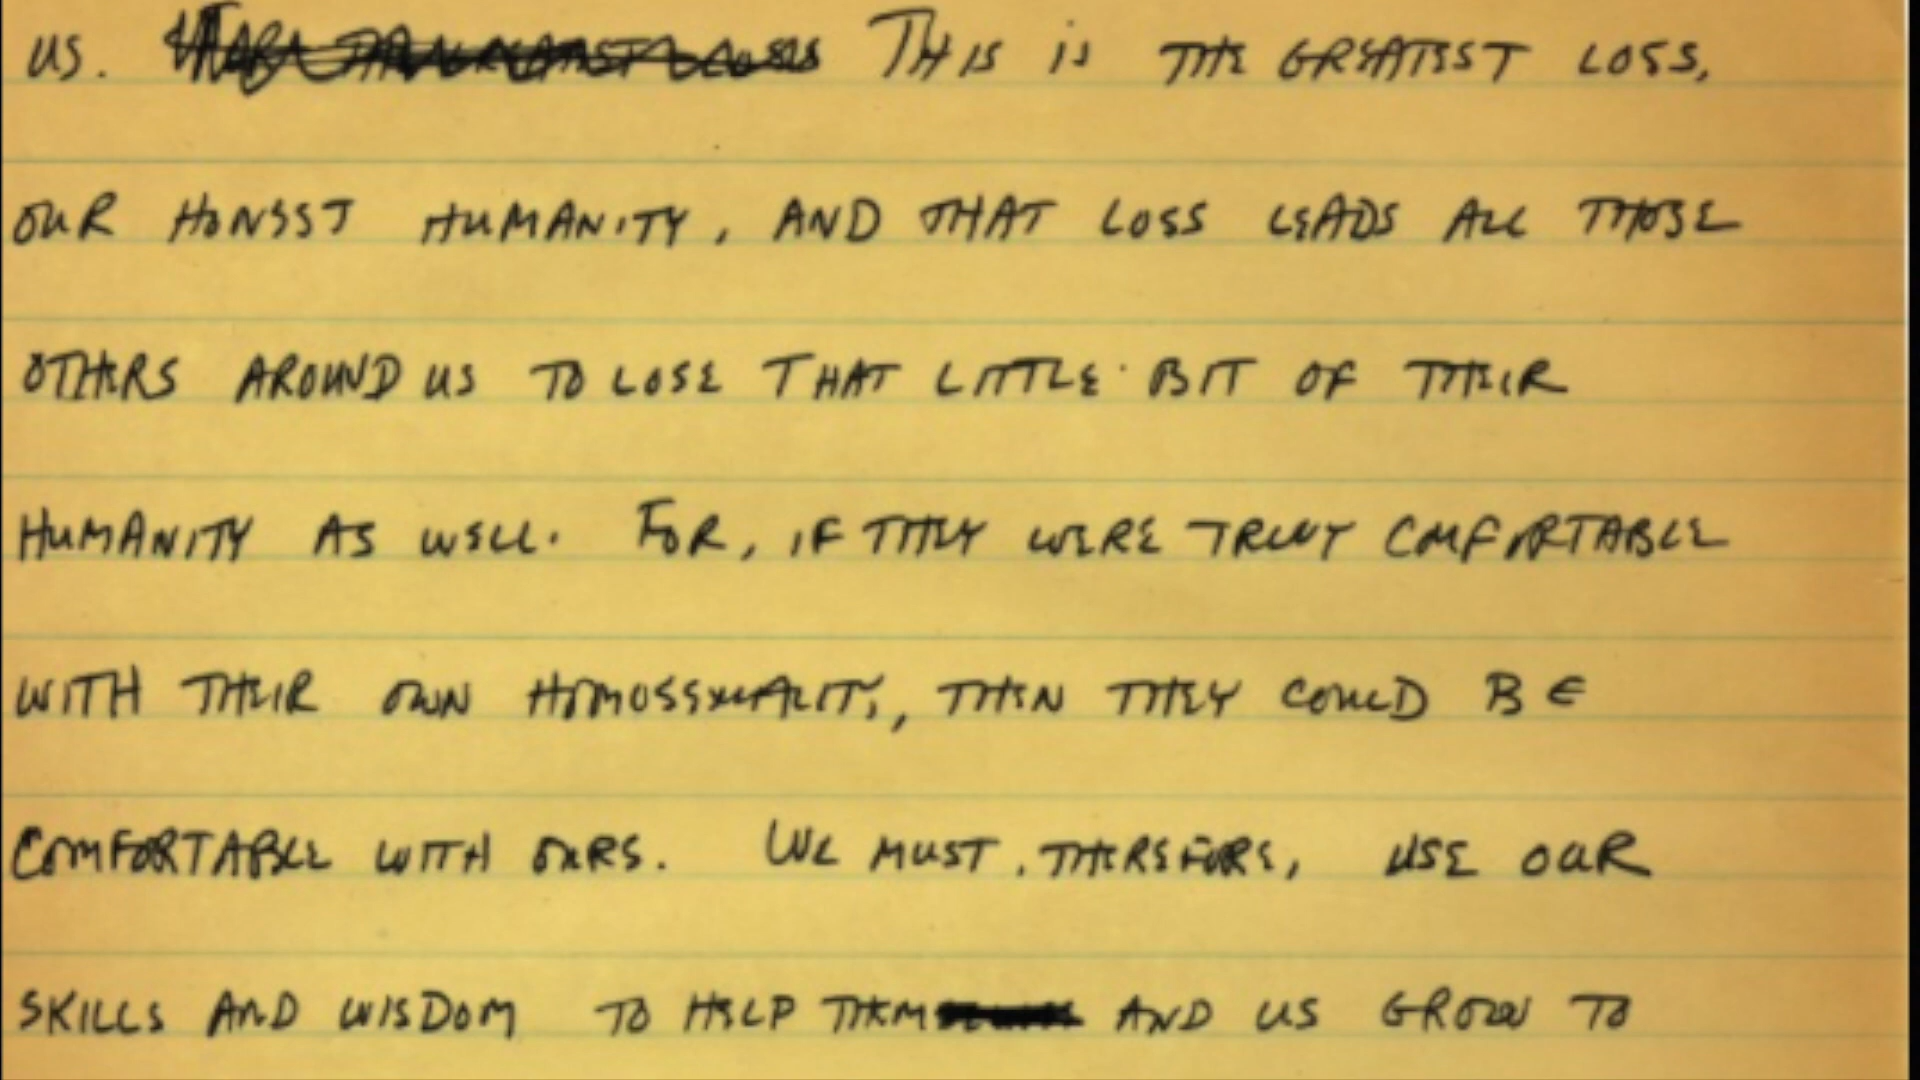 US. THIS IS THE GREATEST LOSS,
OUR HONEST HUMANITY, AND THAT LOSS LEADS ALL THOSE
OTHERS AROUND US TO LOSE THAT LITTLE BIT OF THEIR
HUMANITY AS WELL. FOR, IF THEY WERE TRULY COMFORTABLE
WITH THEIR OWN HOMOSEXUALITY, THEN THEY COULD BE
COMFORTABLE WITH OURS. WE MUST, THEREFORE, USE OUR
SKILLS AND WISDOM TO HELP THEM AND US GROW TO